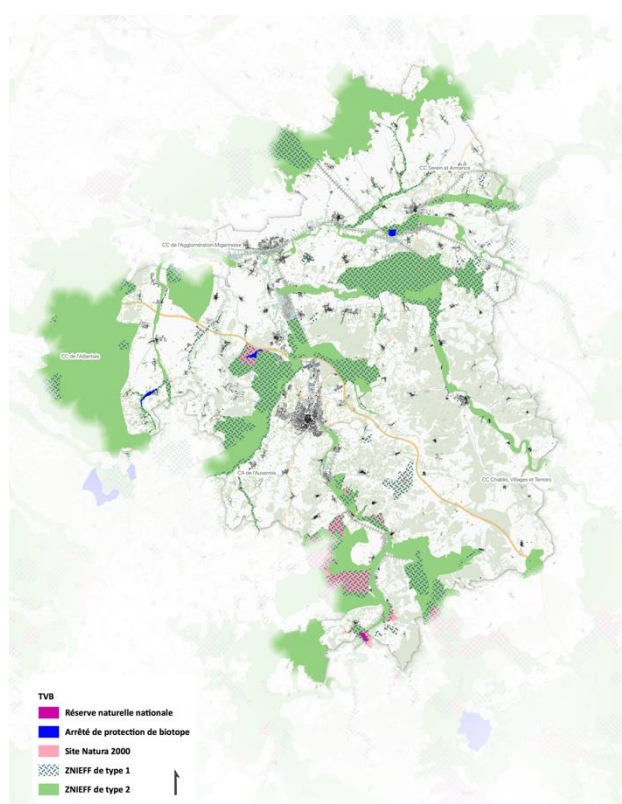 CC Serein et Armance
CC de l'Agglomération Migennoise
CC de l'Aillantais
CA de l'Auxerrois
CC Chablis, Villages et Terroirs
TVB
Réserve naturelle nationale
Arrêté de protection de biotope
Site Natura 2000
ZNIEFF de type 1
ZNIEFF de type 2